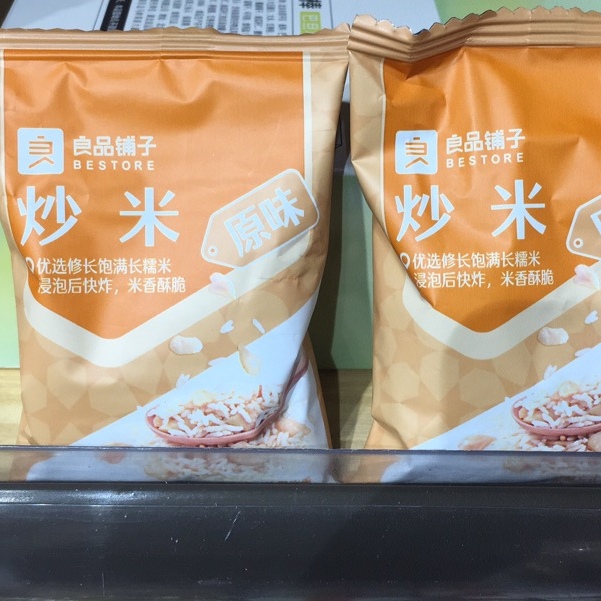 良品铺子
BESTORE
炒米
原味
优选修长饱满长糯米
浸泡后快炸，米香酥脆
良品铺子
BESTORE
炒米
优选修长饱满长糯米
浸泡后快炸，米香酥脆